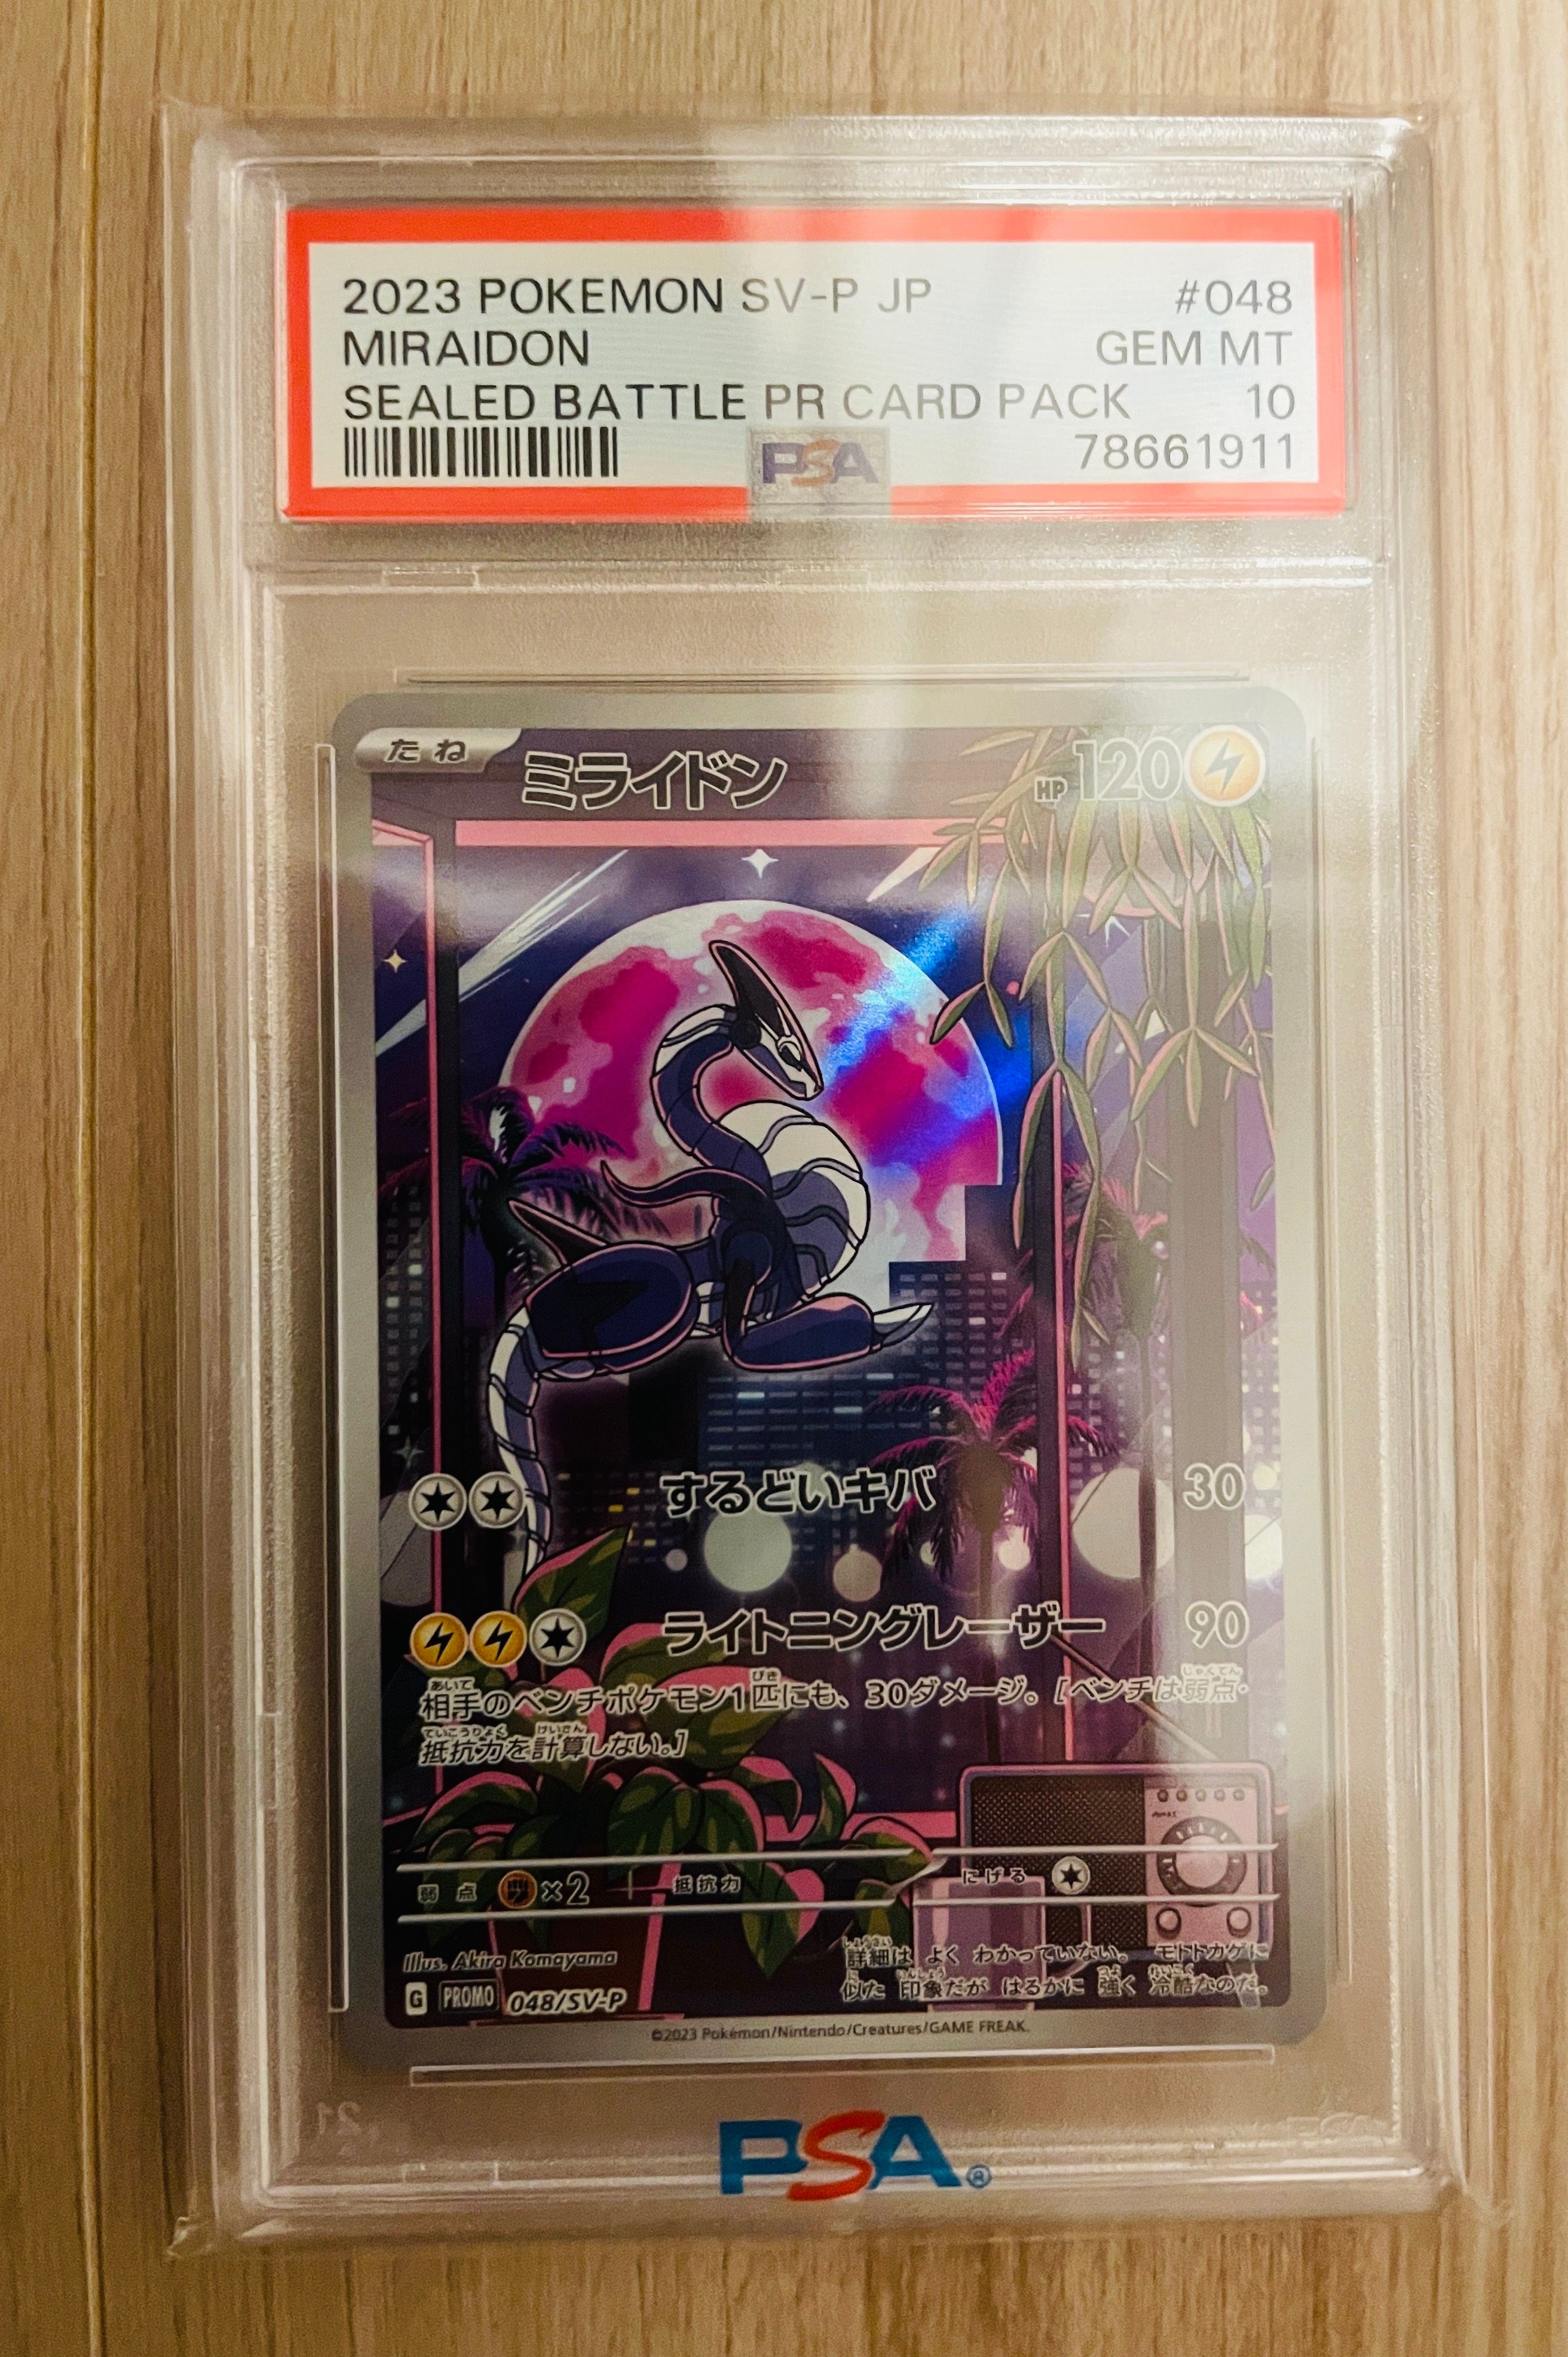 2023 POKEMON SV-P JP #048
MIRAIDON GEM MT
SEALED BATTLE PR CARD PACK 10
PSA 78661911
たね ミライドン HP 120
するどいキバ 30
ライトニングレーザー 90
相手のベンチポケモン1匹にも、30ダメージ。[ベンチは弱点・
抵抗力を計算しない。]
弱点 ×2 抵抗力 にげる
Illus. Akira Komayama
詳細は よく わかっていない。 モトトカゲに
似た 印象だが はるかに 強く 冷酷なのだ。
G PROMO 048/SV-P
©2023 Pokémon/Nintendo/Creatures/GAME FREAK.
PSA®